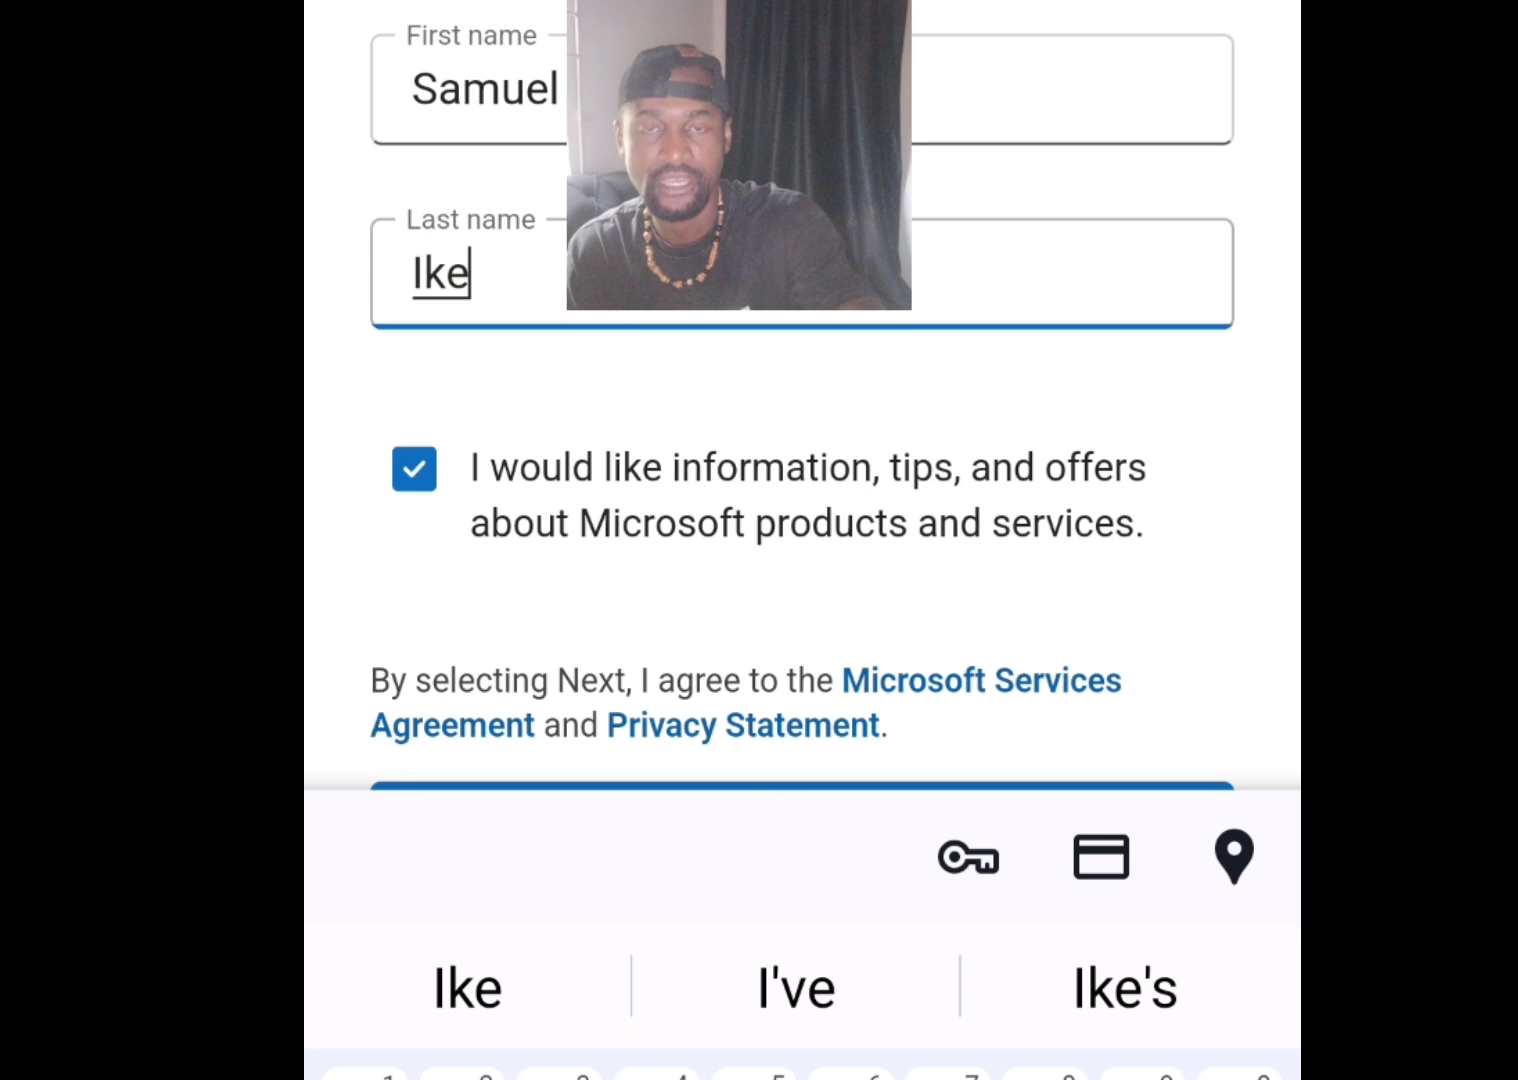 First name
Samuel
Last name
Ike
I would like information, tips, and offers
about Microsoft products and services.
By selecting Next, I agree to the Microsoft Services
Agreement and Privacy Statement.
Ike I've Ike's